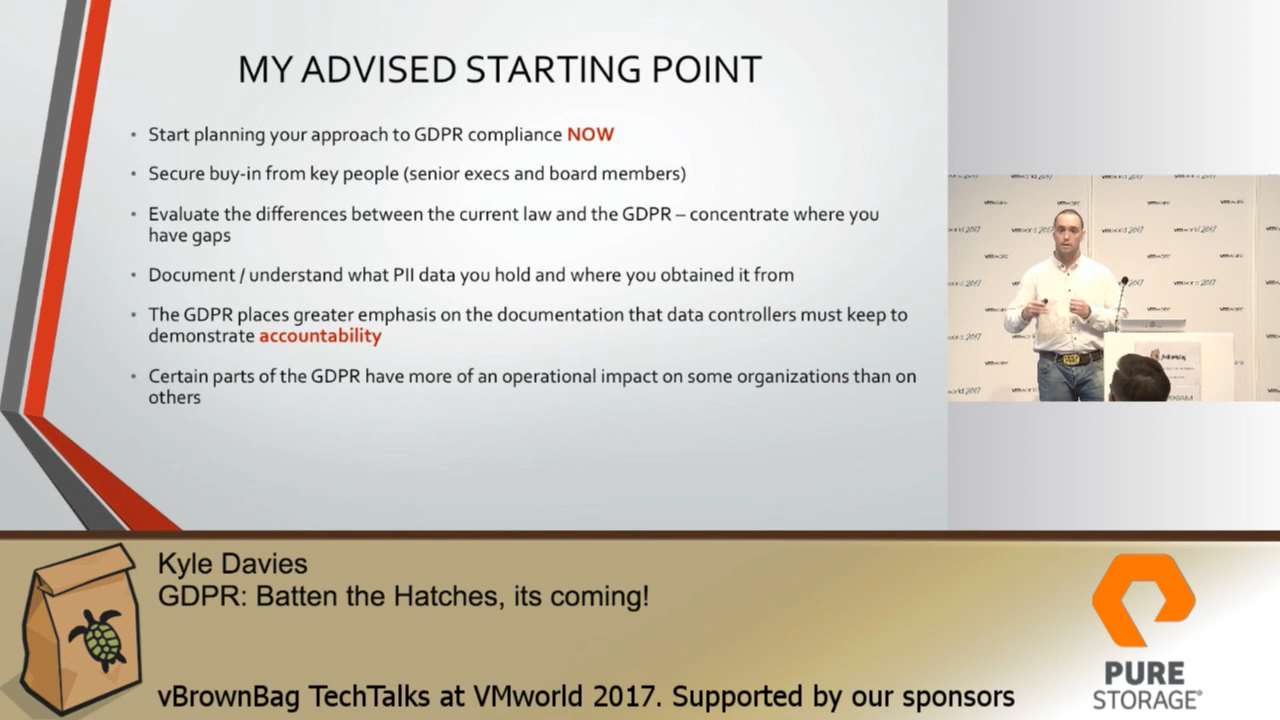 MY ADVISED STARTING POINT
• Start planning your approach to GDPR compliance NOW
• Secure buy-in from key people (senior execs and board members)
• Evaluate the differences between the current law and the GDPR – concentrate where you
have gaps
• Document / understand what PII data you hold and where you obtained it from
• The GDPR places greater emphasis on the documentation that data controllers must keep to
demonstrate accountability
• Certain parts of the GDPR have more of an operational impact on some organizations than on
others
Kyle Davies
GDPR: Batten the Hatches, its coming!
vBrownBag TechTalks at VMworld 2017. Supported by our sponsors
PURE
STORAGE®